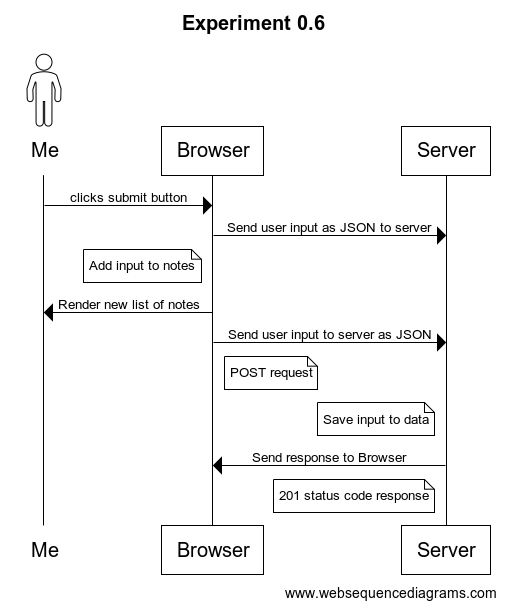 Experiment 0.6
Me
Browser
Server
clicks submit button
Send user input as JSON to server
Add input to notes
Render new list of notes
Send user input to server as JSON
POST request
Save input to data
Send response to Browser
201 status code response
Me
Browser
Server
www.websequencediagrams.com